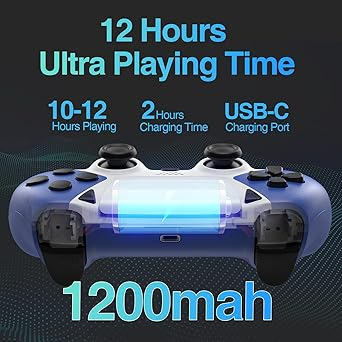 12 Hours
Ultra Playing Time
10-12
Hours Playing
2 Hours
Charging Time
USB-C
Charging Port
1200mah